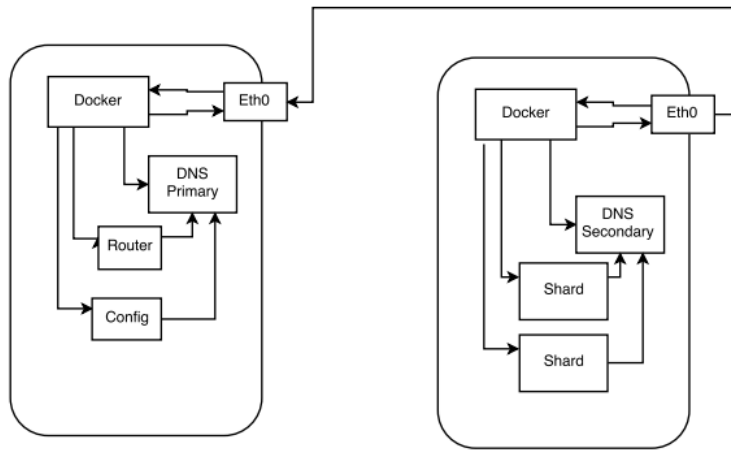 Docker
Eth0
DNS
Primary
Router
Config
Docker
Eth0
DNS
Secondary
Shard
Shard